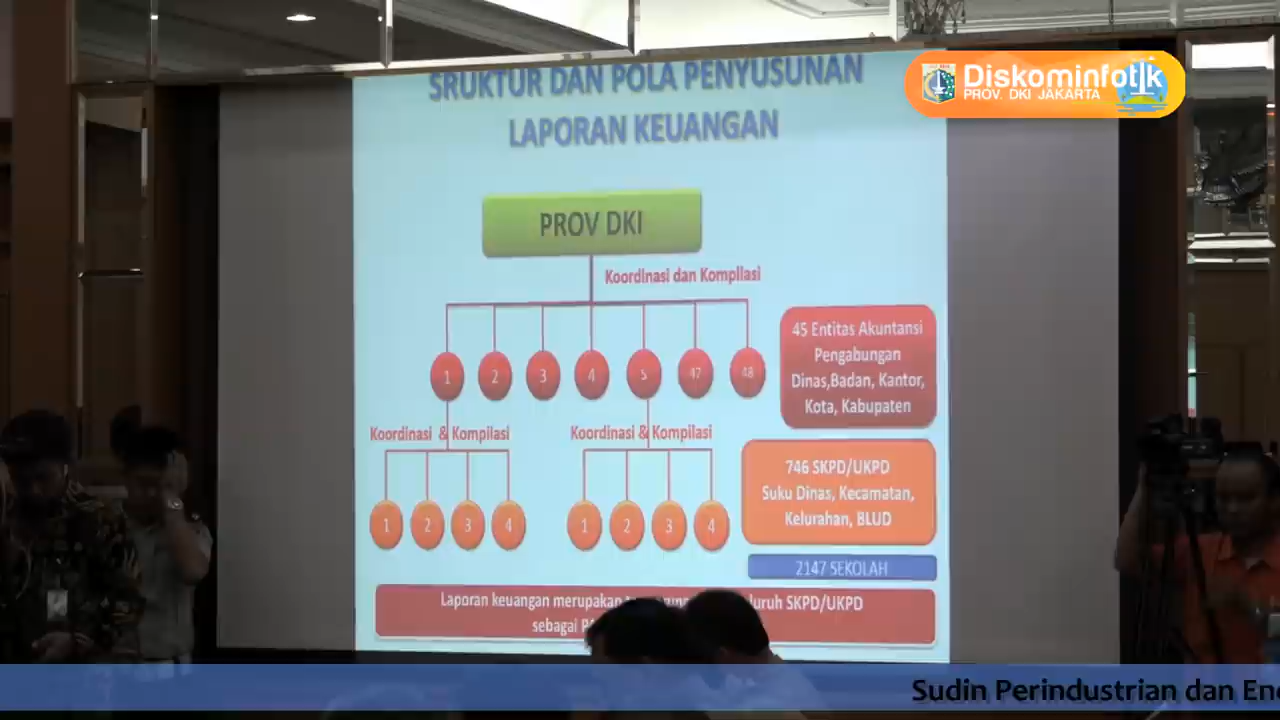 SRUKTUR DAN POLA PENYUSUNAN
LAPORAN KEUANGAN
Diskominfotik
PROV. DKI JAKARTA
PROV DKI
Koordinasi dan Kompilasi
1 2 3 4 5 47 48
45 Entitas Akuntansi
Pengabungan
Dinas,Badan, Kantor,
Kota, Kabupaten
Koordinasi & Kompilasi
Koordinasi & Kompilasi
1 2 3 4
1 2 3 4
746 SKPD/UKPD
Suku Dinas, Kecamatan,
Kelurahan, BLUD
2147 SEKOLAH
Laporan keuangan merupakan SKPD/UKPD
sebagai
Sudin Perindustrian dan